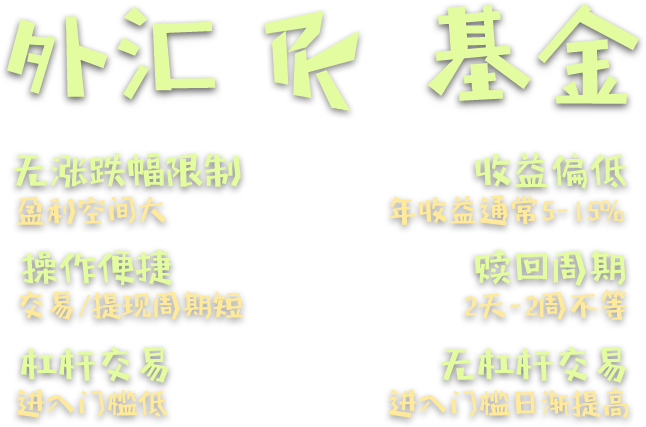 外汇 PK 基金
无涨跌幅限制 收益偏低
盈利空间大 年收益通常5-15%
操作便捷 赎回周期
交易/提现周期短 2天-2周不等
杠杆交易 无杠杆交易
进入门槛低 进入门槛日渐提高